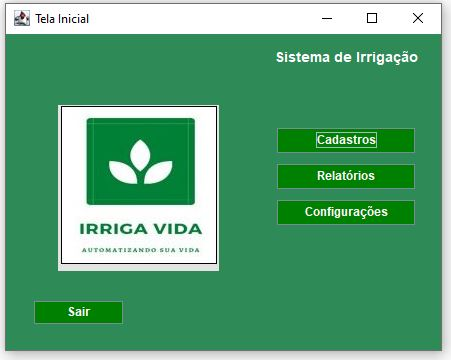 Tela Inicial
Sistema de Irrigação
Cadastros
Relatórios
Configurações
IRRIGA VIDA
AUTOMATIZANDO SUA VIDA
Sair